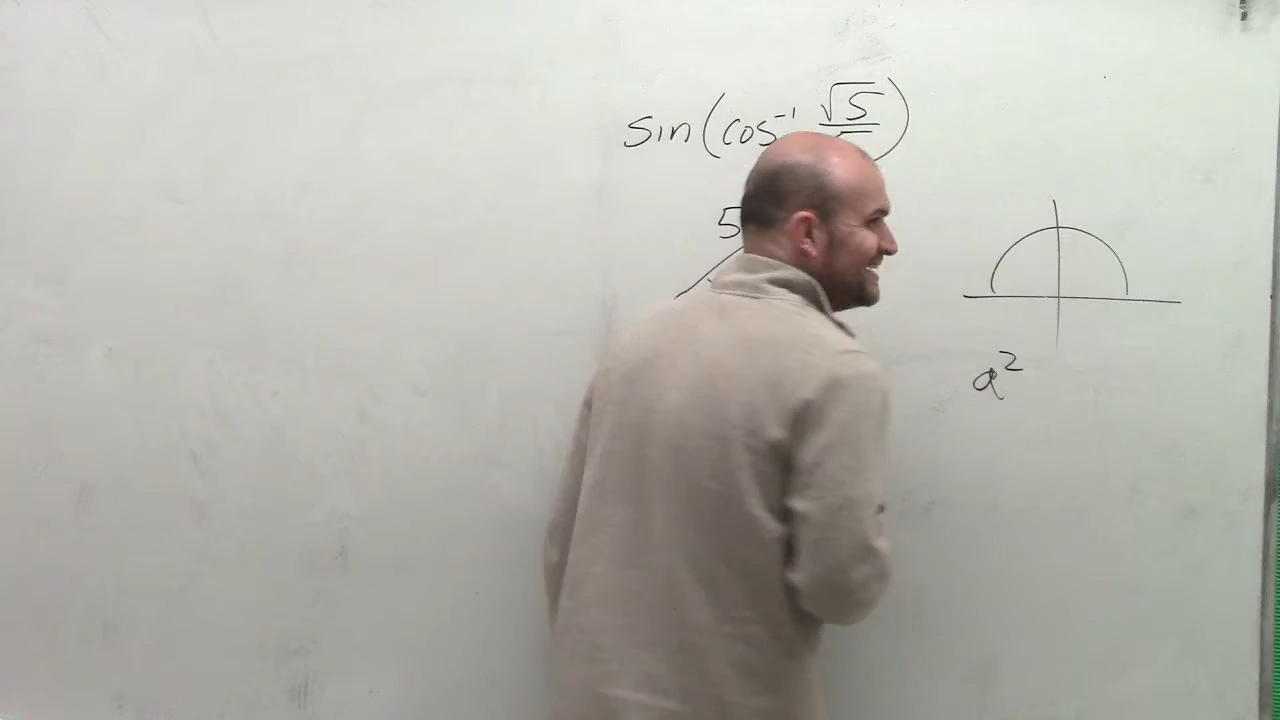 sin(cos⁻¹ √5/5)
5
a²